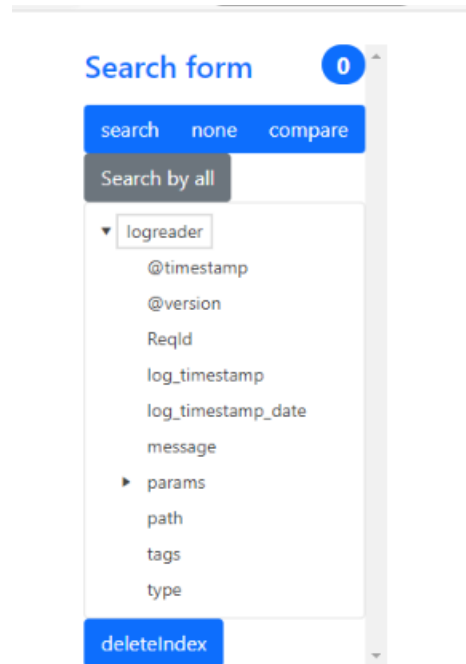 Search form 0
search none compare
Search by all
logreader
@timestamp
@version
ReqId
log_timestamp
log_timestamp_date
message
params
path
tags
type
deleteIndex